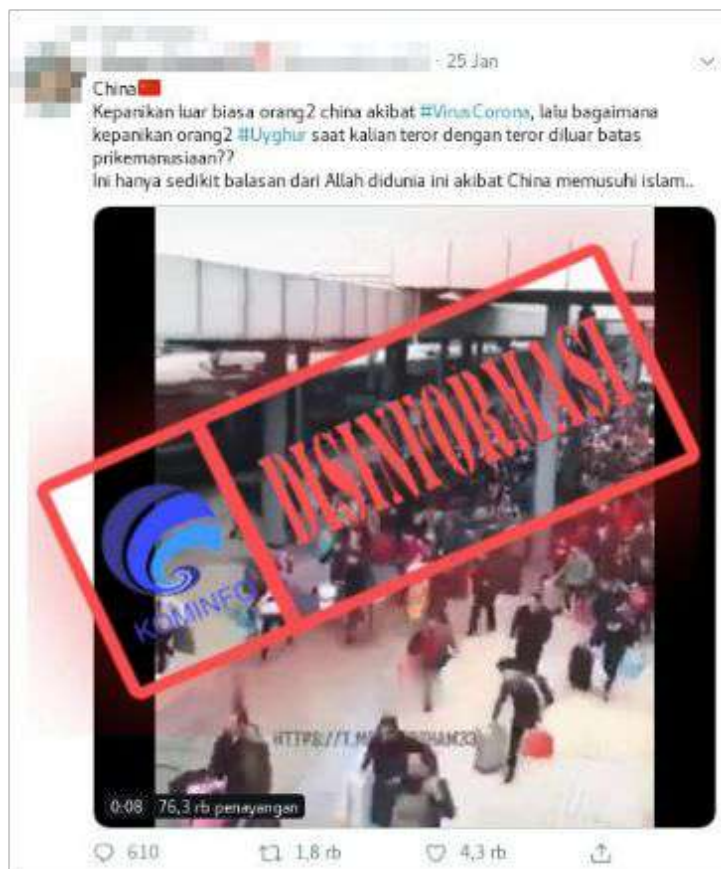 25 Jan
China
Kepanikan luar biasa orang2 china akibat #VirusCorona, lalu bagaimana
kepanikan orang2 #Uyghur saat kalian teror dengan teror diluar batas
prikemanusiaan??
Ini hanya sedikit balasan dari Allah didunia ini akibat China memusuhi islam..
DISINFORMASI
KOMINFO
0:08 76,3 rb penayangan
610 1,8 rb 4,3 rb